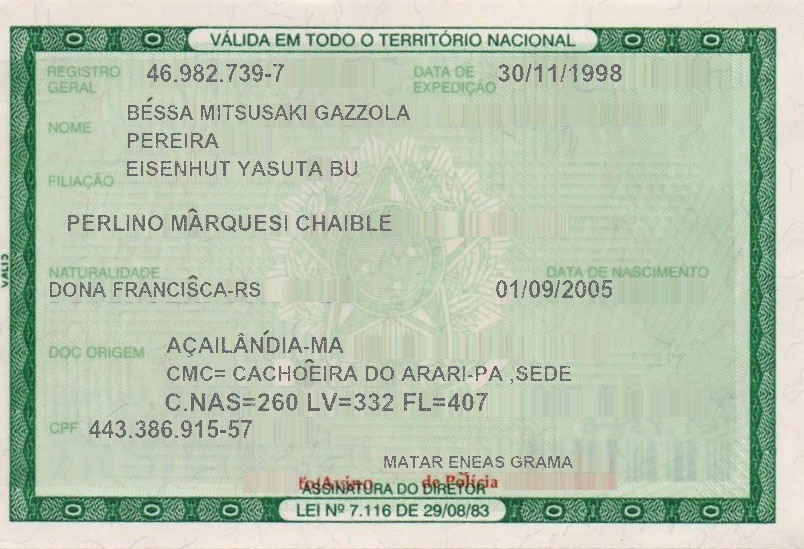 VÁLIDA EM TODO O TERRITÓRIO NACIONAL
REGISTRO GERAL 46.982.739-7 DATA DE EXPEDIÇÃO 30/11/1998
NOME BÉSSA MITSUSAKI GAZZOLA
PEREIRA
FILIAÇÃO EISENHUT YASUTA BU
PERLINO MÂRQUESI CHAIBLE
NATURALIDADE DATA DE NASCIMENTO
DONA FRANCISĈA-RS 01/09/2005
DOC ORIGEM AÇAILÂNDÍA-MA
CMC= CACHOÊIRA DO ARARI-PA ,SEDE
C.NAS=260 LV=332 FL=407
CPF 443.386.915-57
MATAR ENEAS GRAMA
de Polícia
ASSINATURA DO DIRETOR
LEI Nº 7.116 DE 29/08/83